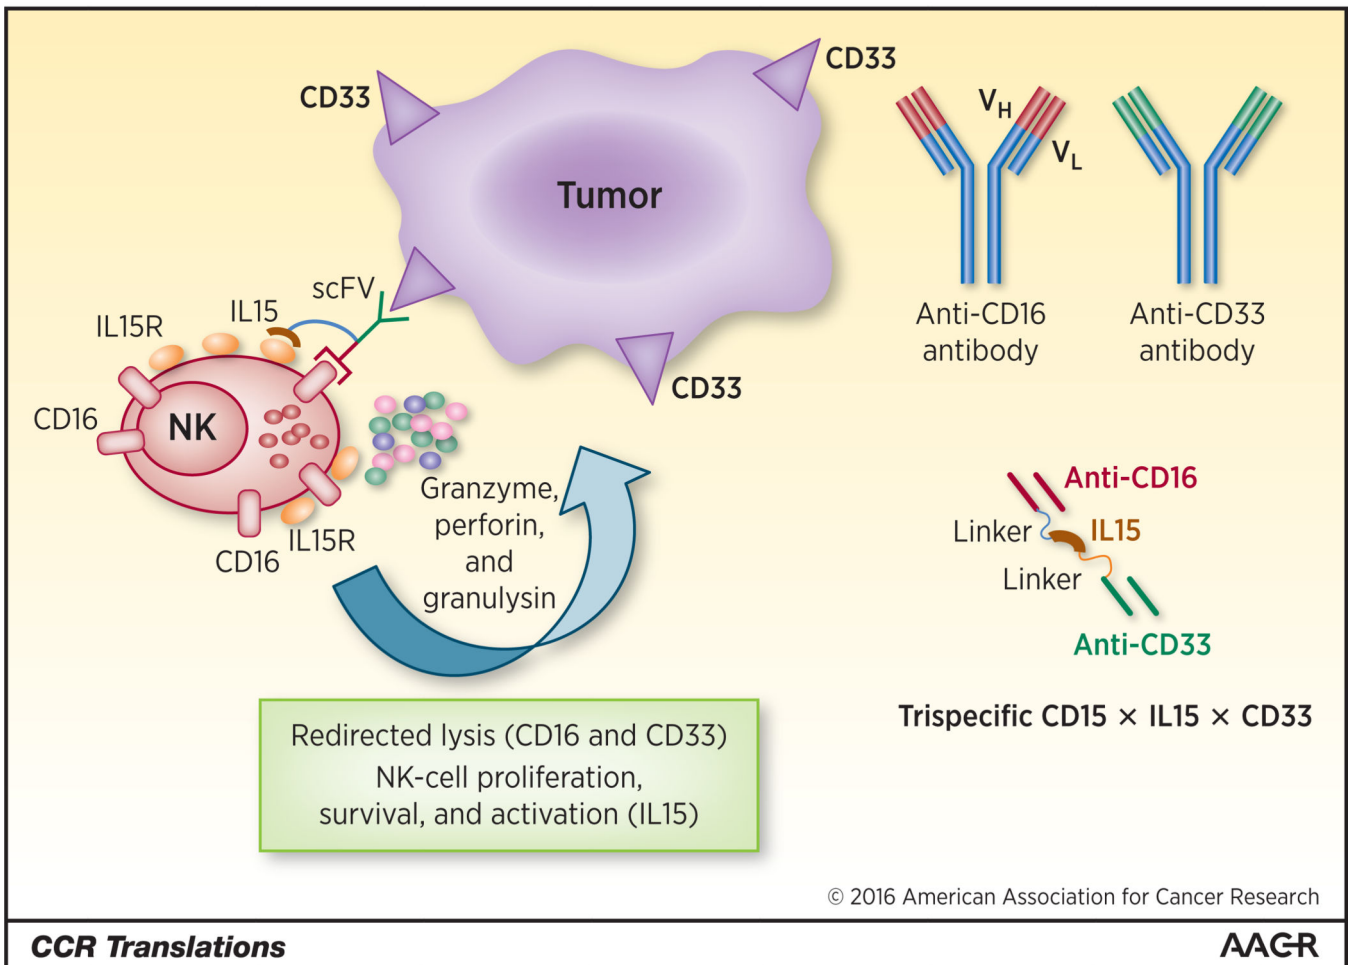 CD33
CD33
Tumor
scFV
IL15
IL15R
CD16
NK
CD33
Granzyme,
perforin,
and
granulysin
IL15R
CD16
Redirected lysis (CD16 and CD33)
NK-cell proliferation,
survival, and activation (IL15)
VH
VL
Anti-CD16
antibody
Anti-CD33
antibody
Anti-CD16
Linker
IL15
Linker
Anti-CD33
Trispecific CD15 × IL15 × CD33
© 2016 American Association for Cancer Research
CCR Translations
AACR